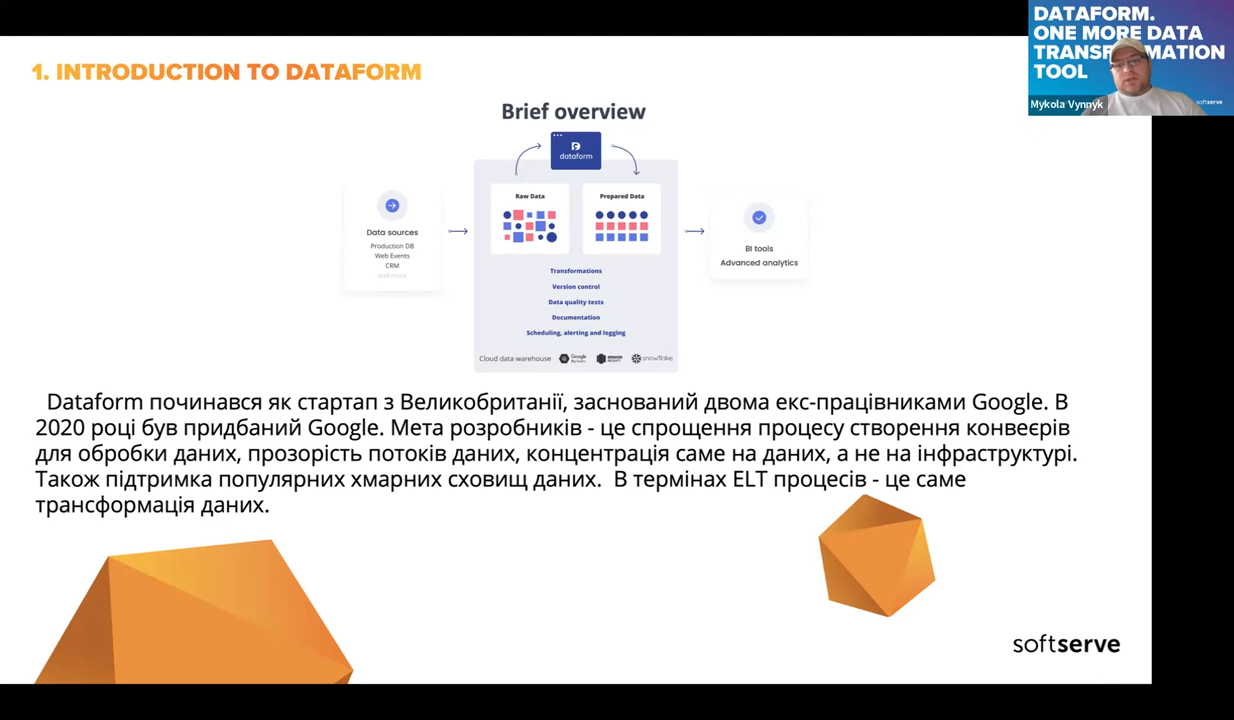 1. INTRODUCTION TO DATAFORM
DATAFORM.
ONE MORE DATA
TRANSFORMATION
TOOL
Mykola Vynnyk
softserve
Brief overview
dataform
Data sources
Production DB
Web Events
CRM
and more
Raw Data
Prepared Data
Transformations
Version control
Data quality tests
Documentation
Scheduling, alerting and logging
Cloud data warehouse
Google
snowflake
BI tools
Advanced analytics
Dataform починався як стартап з Великобританії, заснований двома екс-працівниками Google. В
2020 році був придбаний Google. Мета розробників - це спрощення процесу створення конвеєрів
для обробки даних, прозорість потоків даних, концентрація саме на даних, а не на інфраструктурі.
Також підтримка популярних хмарних сховищ даних. В термінах ELT процесів - це саме
трансформація даних.
softserve